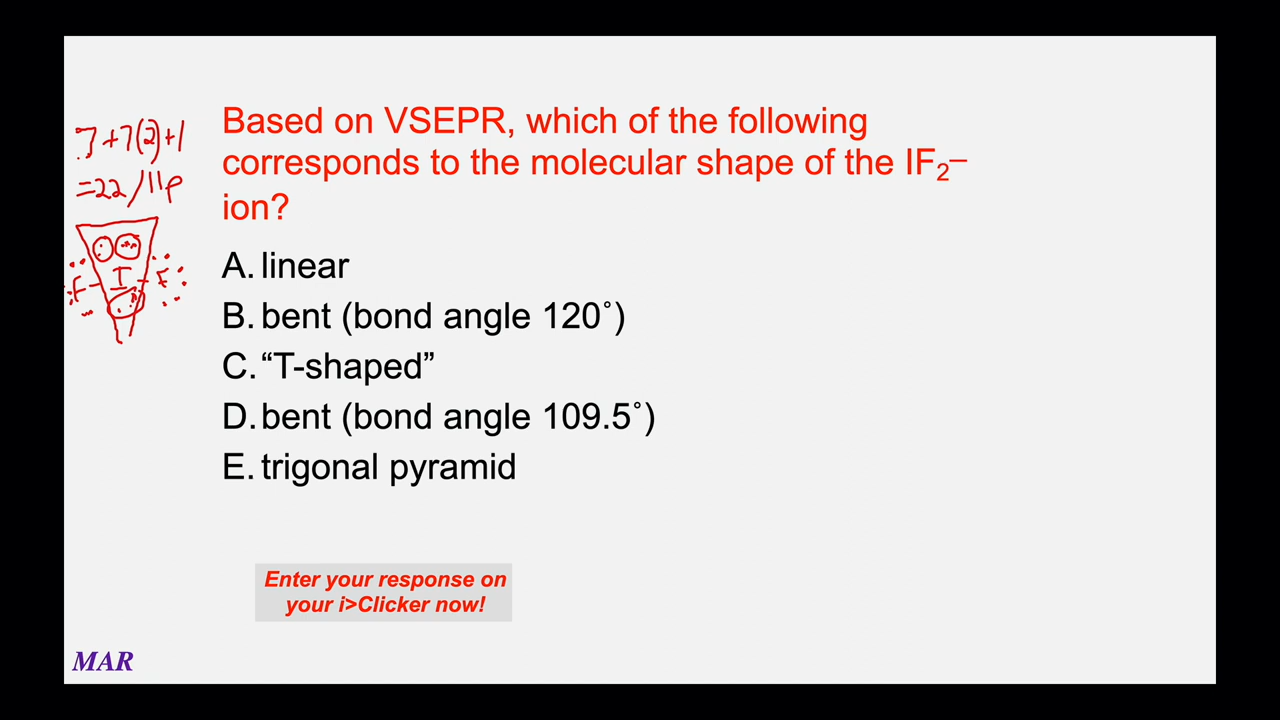 7+7(2)+1
=22/11p
F-I-F
Based on VSEPR, which of the following
corresponds to the molecular shape of the IF₂⁻
ion?
A. linear
B. bent (bond angle 120˚)
C. “T-shaped”
D. bent (bond angle 109.5˚)
E. trigonal pyramid
Enter your response on
your i>Clicker now!
MAR